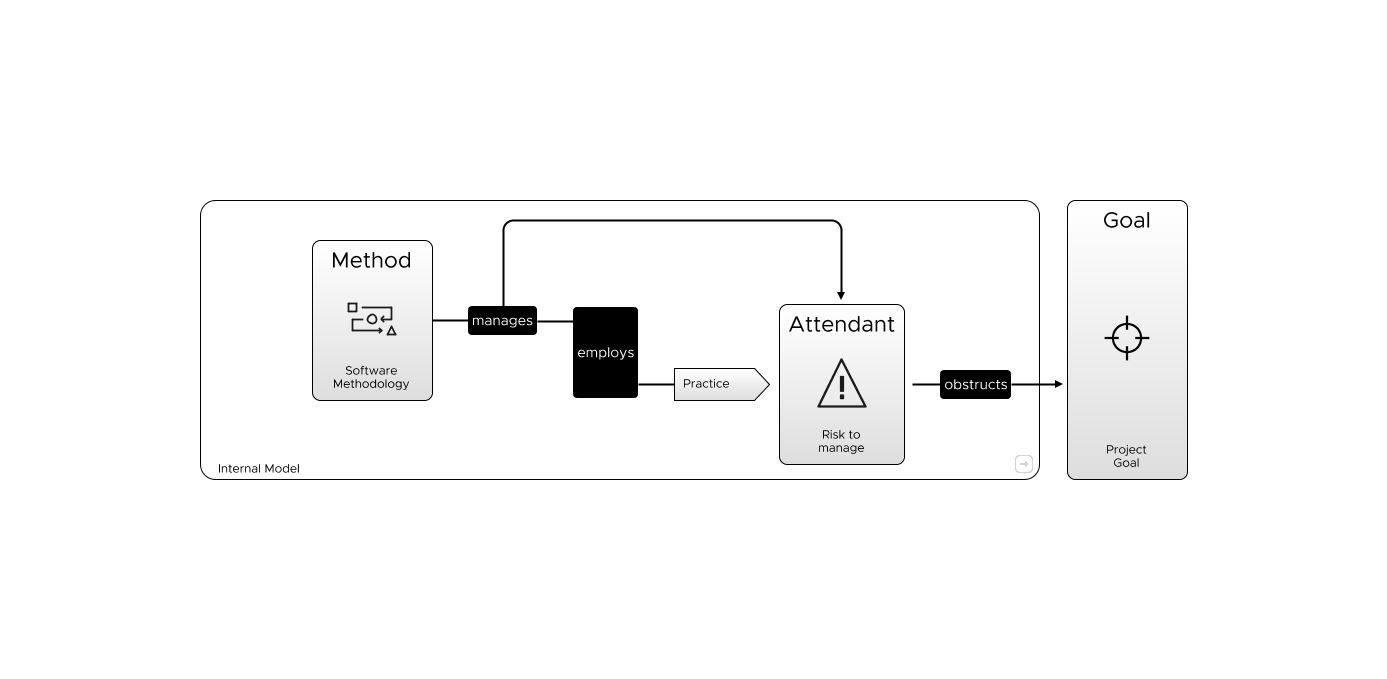 Method
Software
Methodology
manages
employs
Practice
Attendant
Risk to
manage
obstructs
Goal
Project
Goal
Internal Model